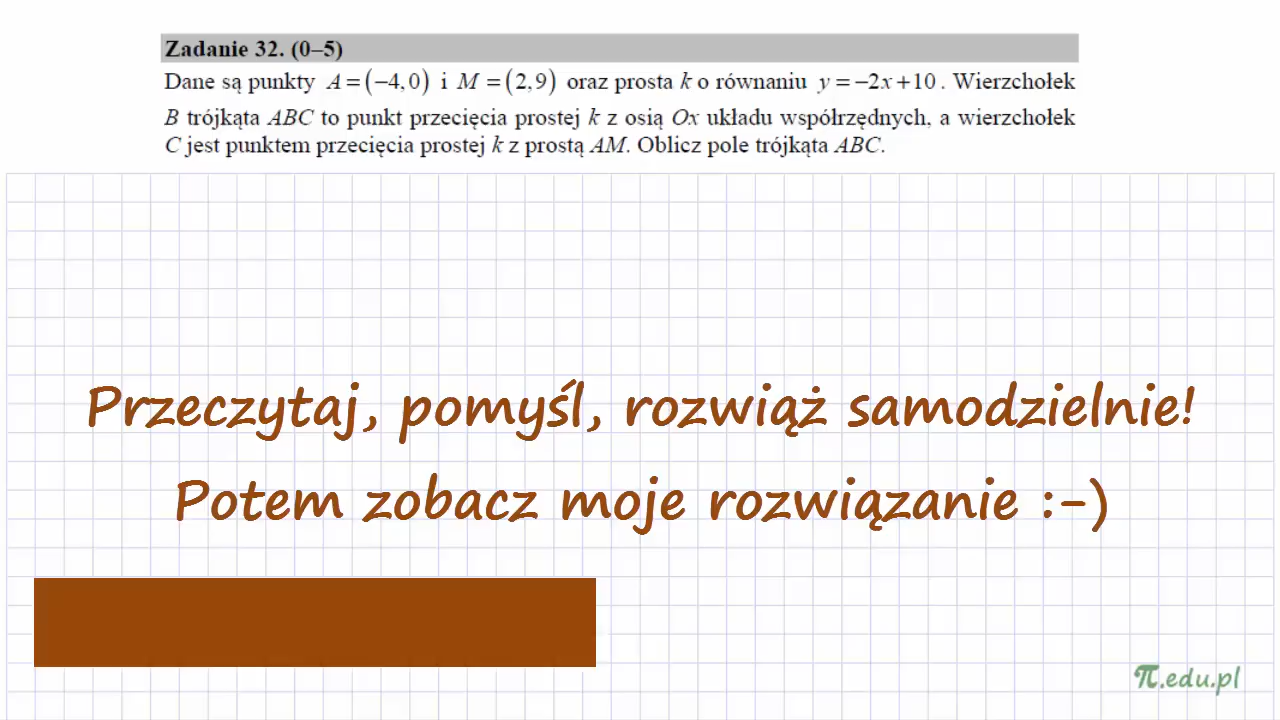 Zadanie 32. (0–5)
Dane są punkty A = (−4, 0) i M = (2, 9) oraz prosta k o równaniu y = −2x + 10. Wierzchołek
B trójkąta ABC to punkt przecięcia prostej k z osią Ox układu współrzędnych, a wierzchołek
C jest punktem przecięcia prostej k z prostą AM. Oblicz pole trójkąta ABC.
Przeczytaj, pomyśl, rozwiąż samodzielnie!
Potem zobacz moje rozwiązanie :-)
π.edu.pl